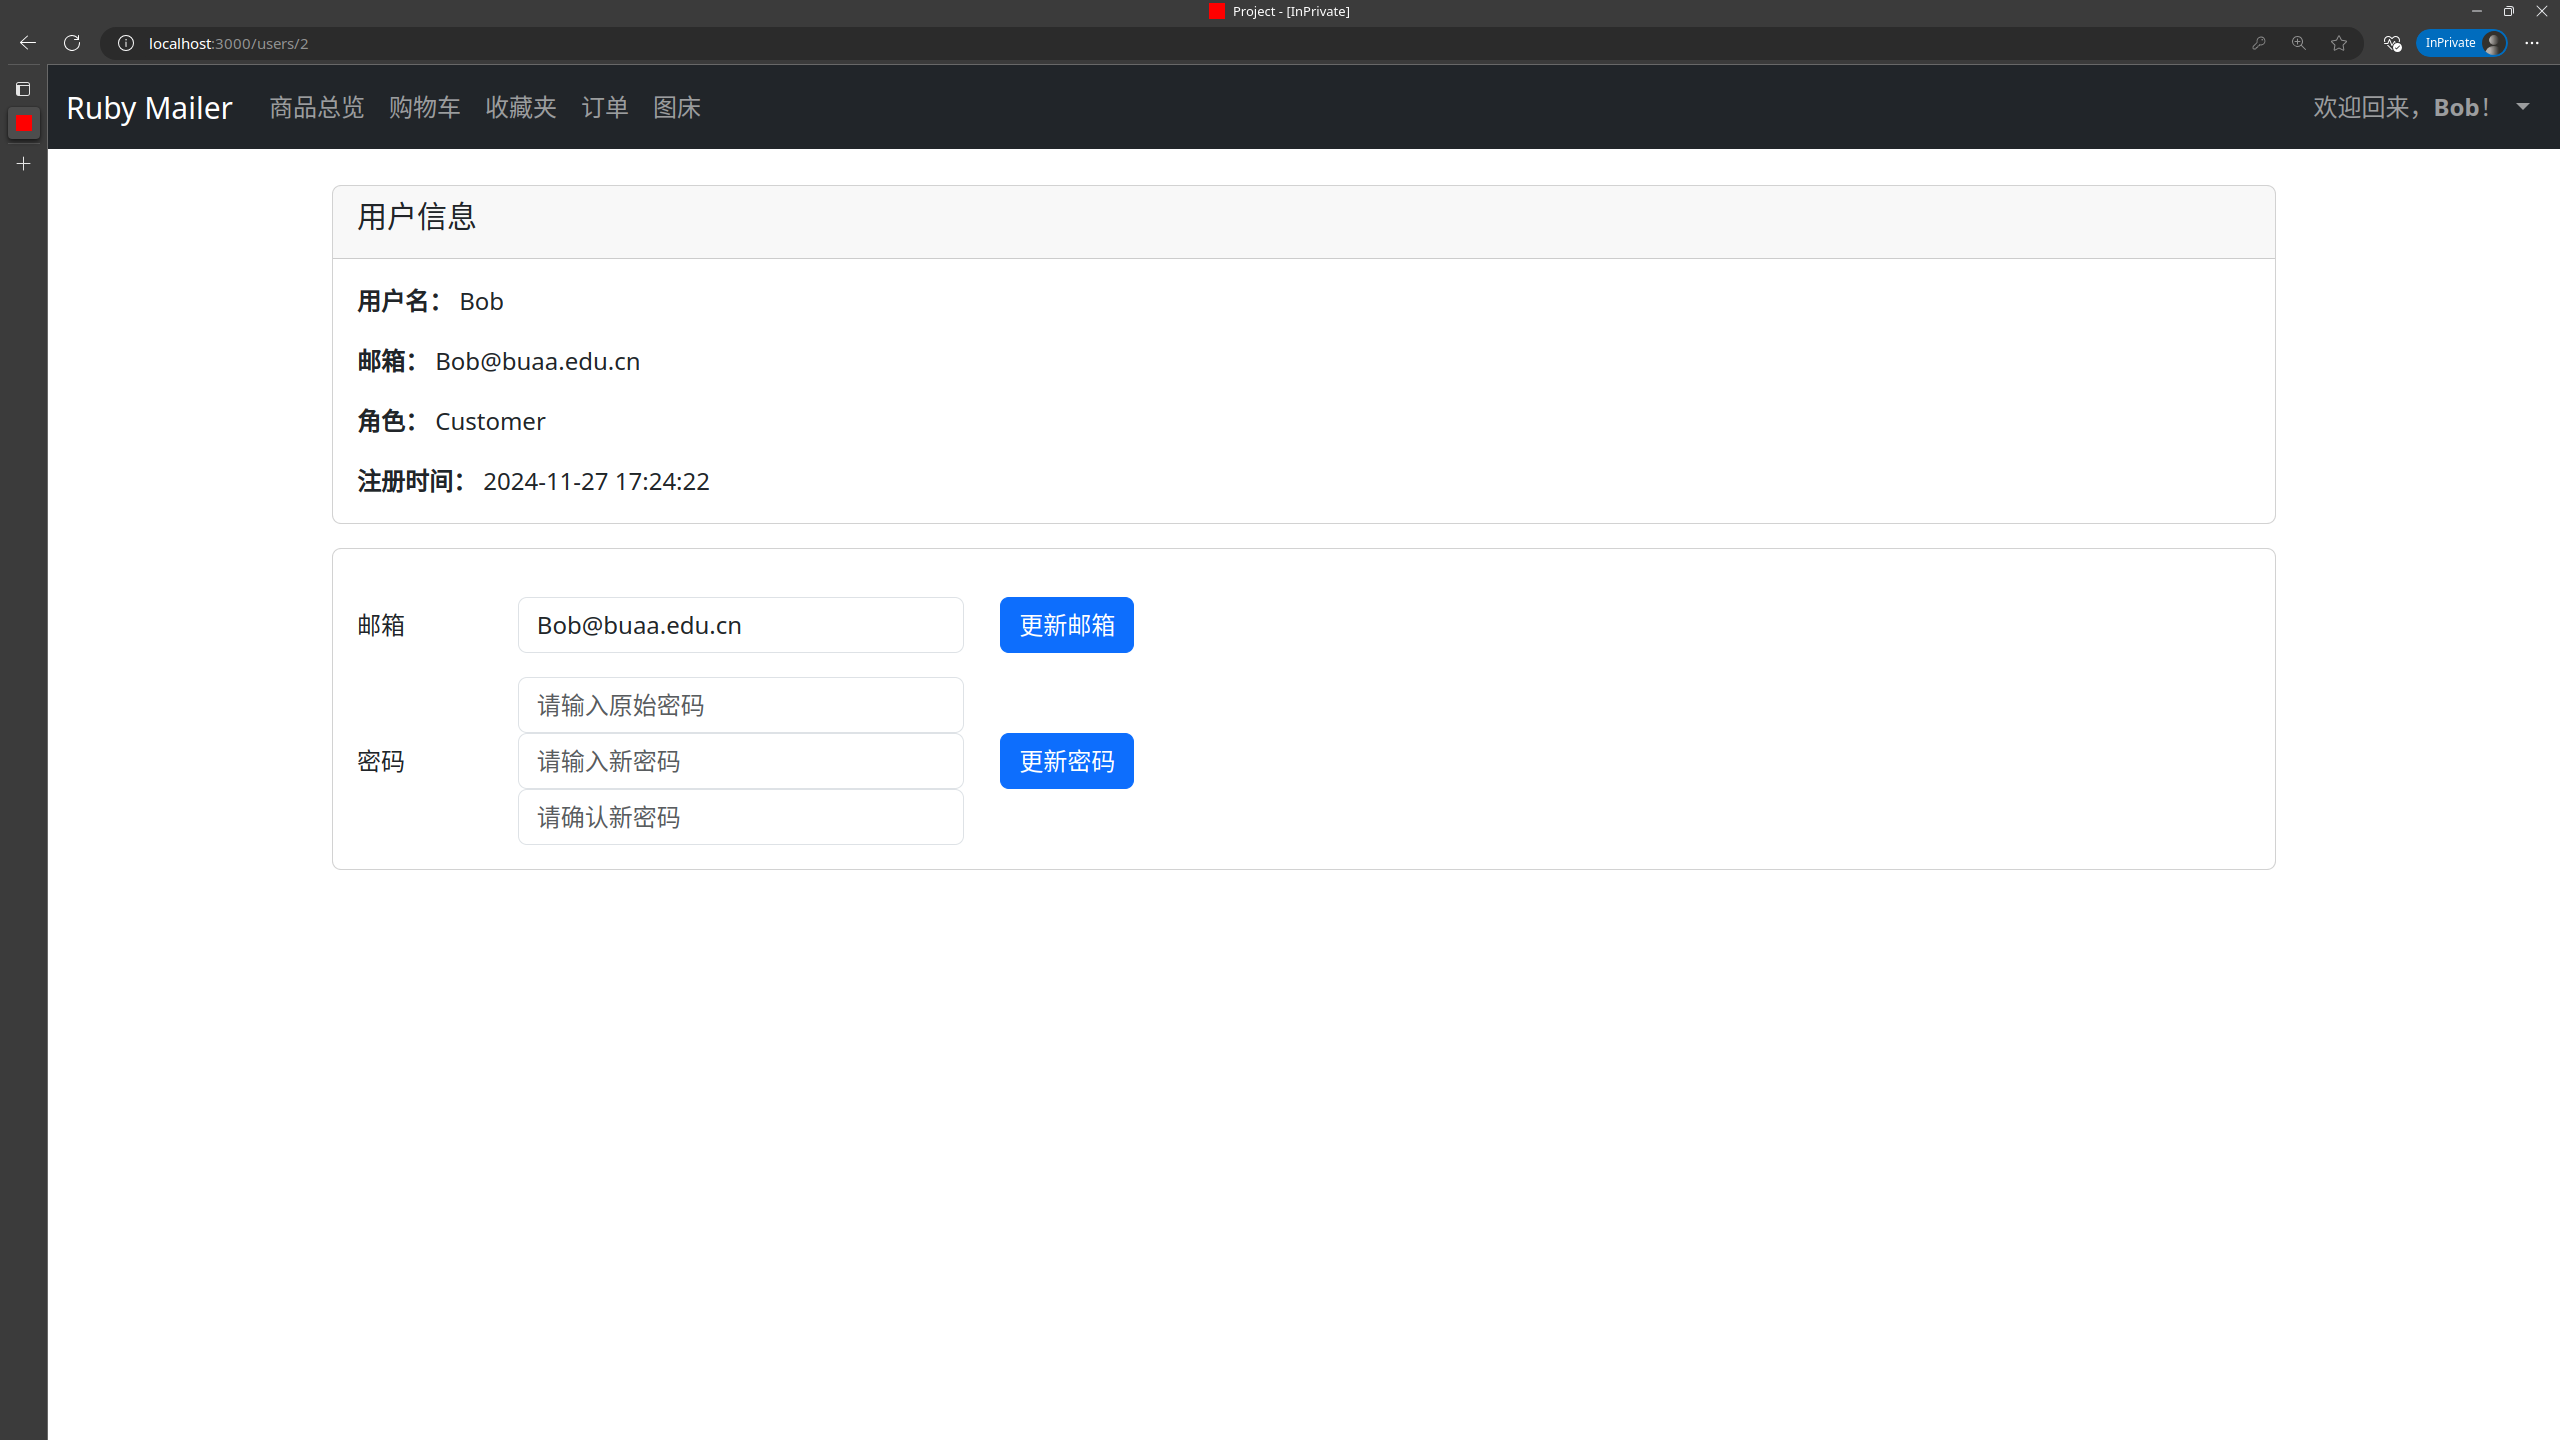 Project - [InPrivate]
localhost:3000/users/2
InPrivate
Ruby Mailer 商品总览 购物车 收藏夹 订单 图床 欢迎回来，Bob！
用户信息
用户名： Bob
邮箱： Bob@buaa.edu.cn
角色： Customer
注册时间： 2024-11-27 17:24:22
邮箱 Bob@buaa.edu.cn 更新邮箱
请输入原始密码
密码 请输入新密码 更新密码
请确认新密码